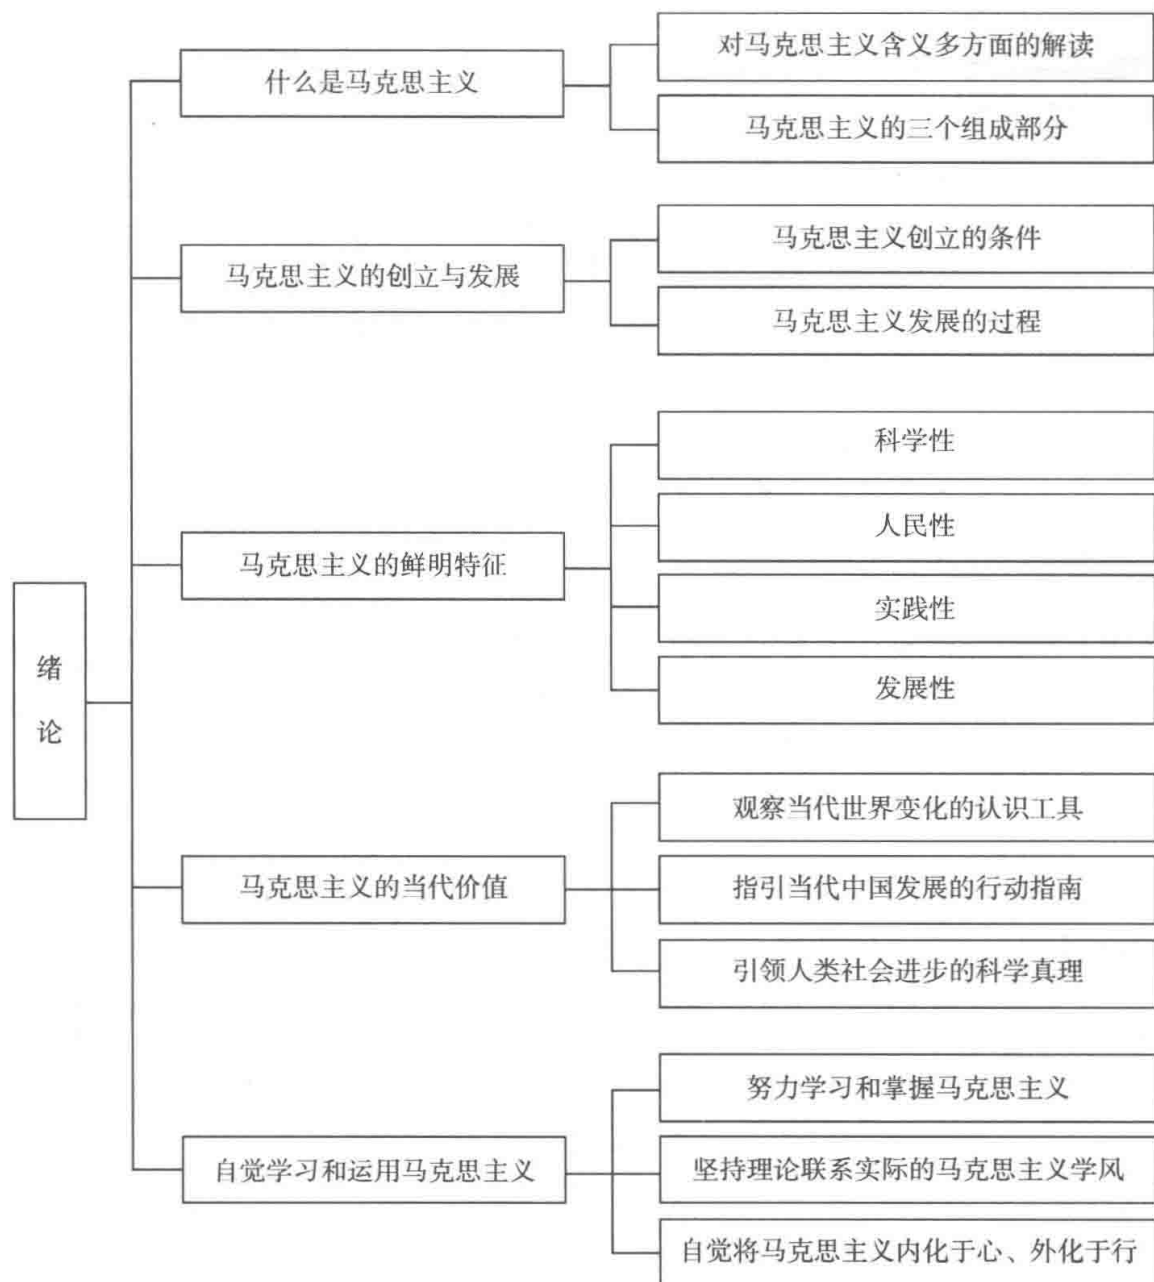 绪论
什么是马克思主义
对马克思主义含义多方面的解读
马克思主义的三个组成部分
马克思主义的创立与发展
马克思主义创立的条件
马克思主义发展的过程
马克思主义的鲜明特征
科学性
人民性
实践性
发展性
马克思主义的当代价值
观察当代世界变化的认识工具
指引当代中国发展的行动指南
引领人类社会进步的科学真理
自觉学习和运用马克思主义
努力学习和掌握马克思主义
坚持理论联系实际的马克思主义学风
自觉将马克思主义内化于心、外化于行